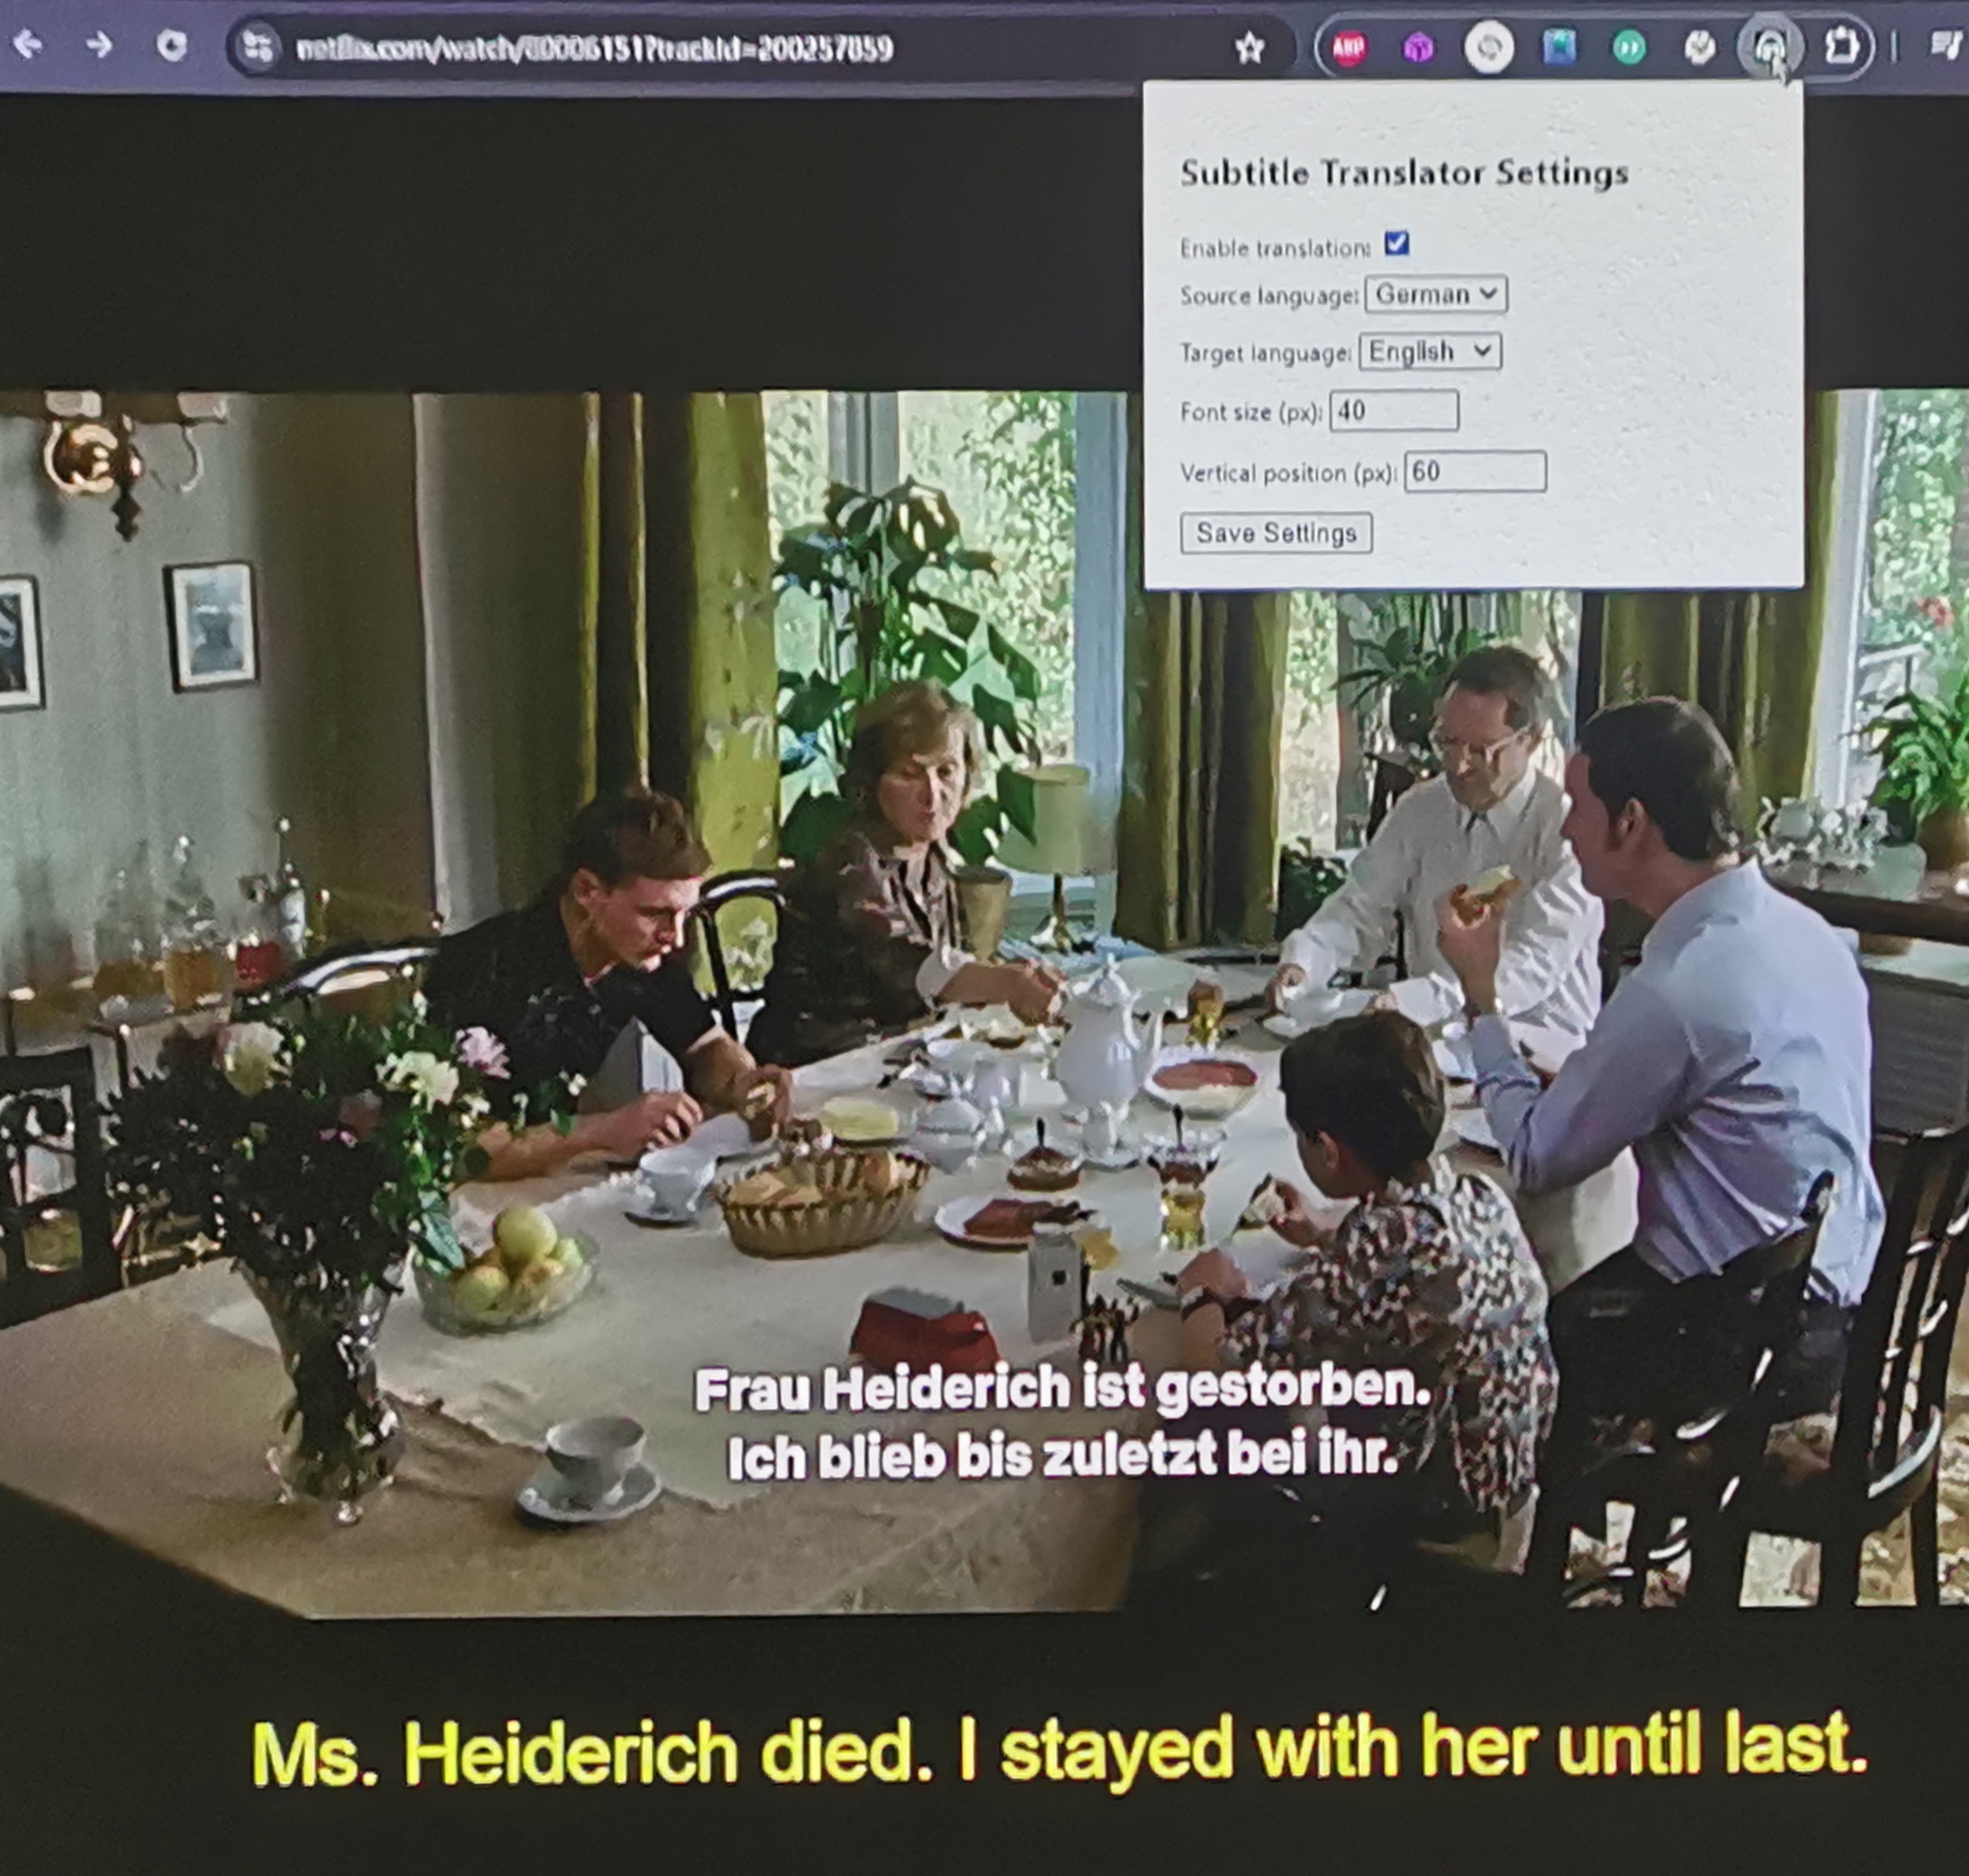 ABP
Subtitle Translator Settings
Enable translation:
Source language: German
Target language: English
Font size (px): 40
Vertical position (px): 60
Save Settings
Frau Heiderich ist gestorben.
Ich blieb bis zuletzt bei ihr.
Ms. Heiderich died. I stayed with her until last.